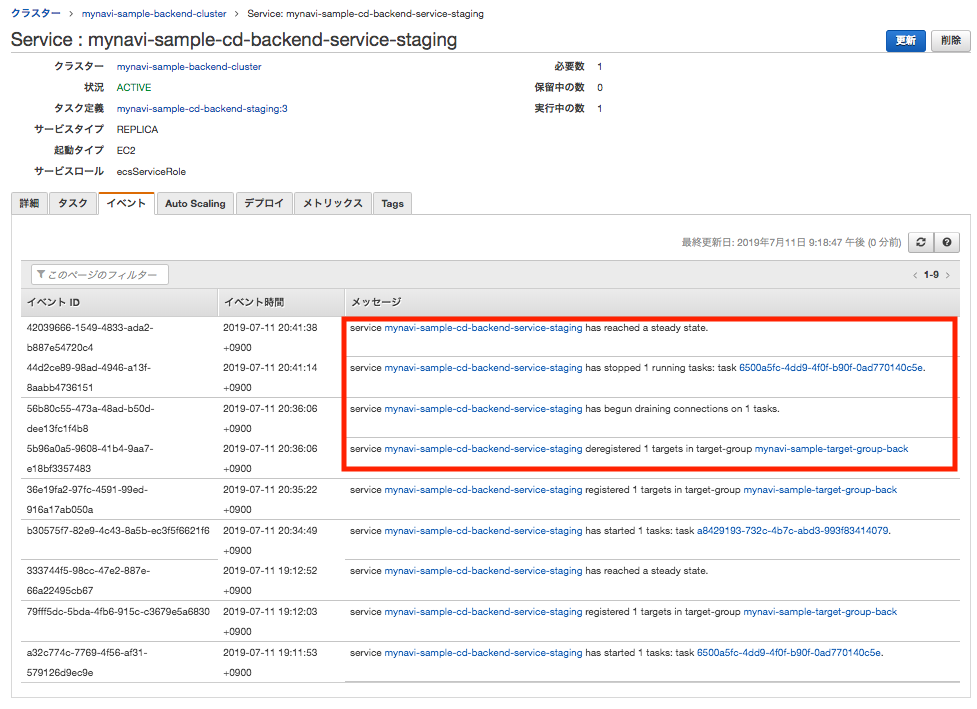 クラスター > mynavi-sample-backend-cluster > Service: mynavi-sample-cd-backend-service-staging
Service : mynavi-sample-cd-backend-service-staging
更新 削除
クラスター mynavi-sample-backend-cluster 必要数 1
状況 ACTIVE 保留中の数 0
タスク定義 mynavi-sample-cd-backend-staging:3 実行中の数 1
サービスタイプ REPLICA
起動タイプ EC2
サービスロール ecsServiceRole
詳細 タスク イベント Auto Scaling デプロイ メトリックス Tags
最終更新日: 2019年7月11日 9:18:47 午後 (0 分前)
このページのフィルター < 1-9 >
イベント ID イベント時間 メッセージ
42039666-1549-4833-ada2- 2019-07-11 20:41:38 service mynavi-sample-cd-backend-service-staging has reached a steady state.
b887e54720c4 +0900
44d2ce89-98ad-4946-a13f- 2019-07-11 20:41:14 service mynavi-sample-cd-backend-service-staging has stopped 1 running tasks: task 6500a5fc-4dd9-4f0f-b90f-0ad770140c5e.
8aabb4736151 +0900
56b80c55-473a-48ad-b50d- 2019-07-11 20:36:06 service mynavi-sample-cd-backend-service-staging has begun draining connections on 1 tasks.
dee13fc1f4b8 +0900
5b96a0a5-9608-41b4-9aa7- 2019-07-11 20:36:06 service mynavi-sample-cd-backend-service-staging deregistered 1 targets in target-group mynavi-sample-target-group-back
e18bf3357483 +0900
36e19fa2-97fc-4591-99ed- 2019-07-11 20:35:22 service mynavi-sample-cd-backend-service-staging registered 1 targets in target-group mynavi-sample-target-group-back
916a17ab050a +0900
b30575f7-82e9-4c43-8a5b-ec3f5f6621f6 2019-07-11 20:34:49 service mynavi-sample-cd-backend-service-staging has started 1 tasks: task a8429193-732c-4b7c-abd3-993f83414079.
+0900
333744f5-98cc-47e2-887e- 2019-07-11 19:12:52 service mynavi-sample-cd-backend-service-staging has reached a steady state.
66a22495cb67 +0900
79fff5dc-5bda-4fb6-915c-c3679e5a6830 2019-07-11 19:12:03 service mynavi-sample-cd-backend-service-staging registered 1 targets in target-group mynavi-sample-target-group-back
+0900
a32c774c-7769-4f56-af31- 2019-07-11 19:11:53 service mynavi-sample-cd-backend-service-staging has started 1 tasks: task 6500a5fc-4dd9-4f0f-b90f-0ad770140c5e.
579126d9ec9e +0900